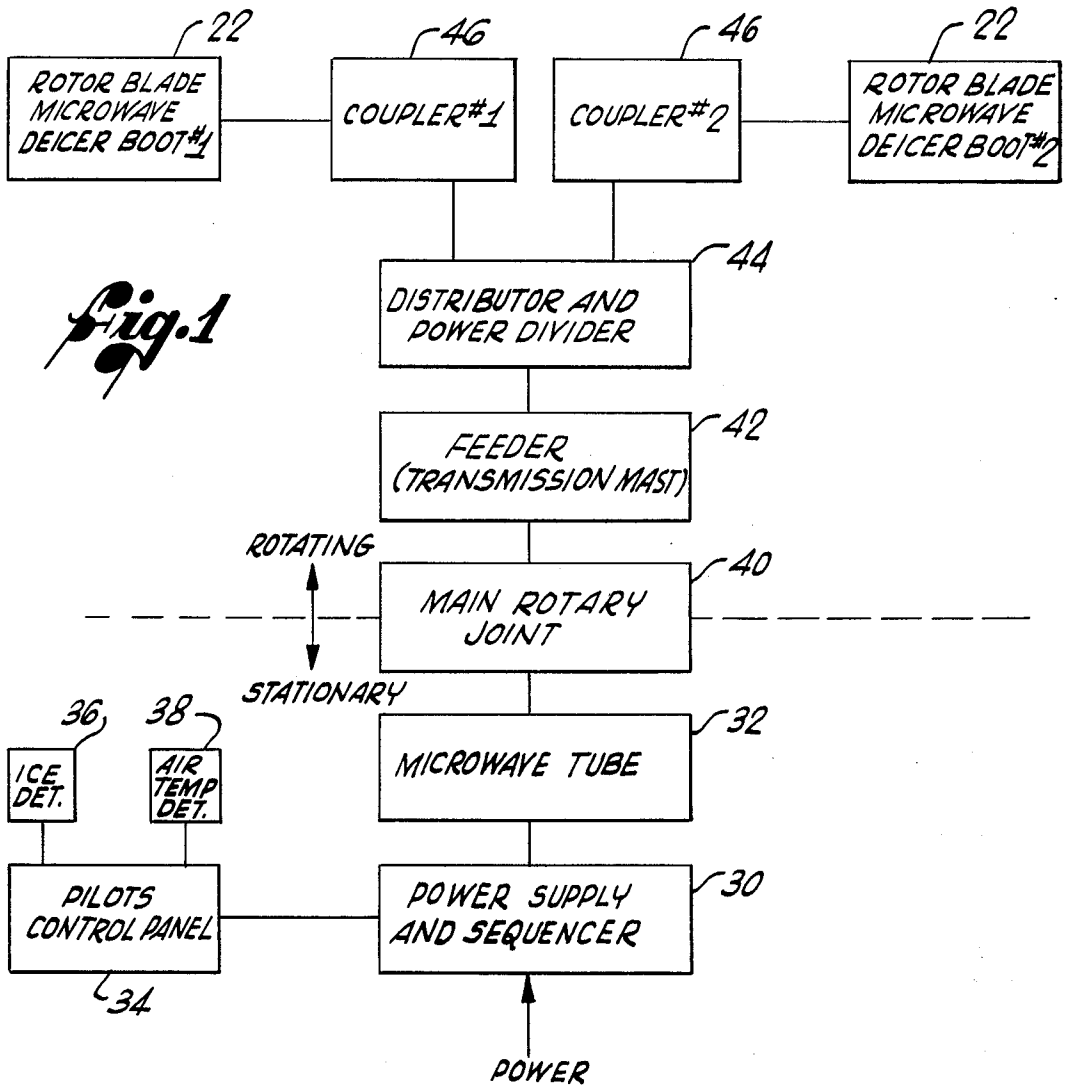 22
46
46
22
ROTOR BLADE
MICROWAVE
DEICER BOOT#1
COUPLER#1
COUPLER#2
ROTOR BLADE
MICROWAVE
DEICER BOOT#2
44
DISTRIBUTOR AND
POWER DIVIDER
Fig.1
42
FEEDER
(TRANSMISSION MAST)
ROTATING
40
MAIN ROTARY
JOINT
STATIONARY
36
38
32
ICE
DET.
AIR
TEMP
DET.
MICROWAVE TUBE
30
PILOTS
CONTROL PANEL
POWER SUPPLY
AND SEQUENCER
34
POWER